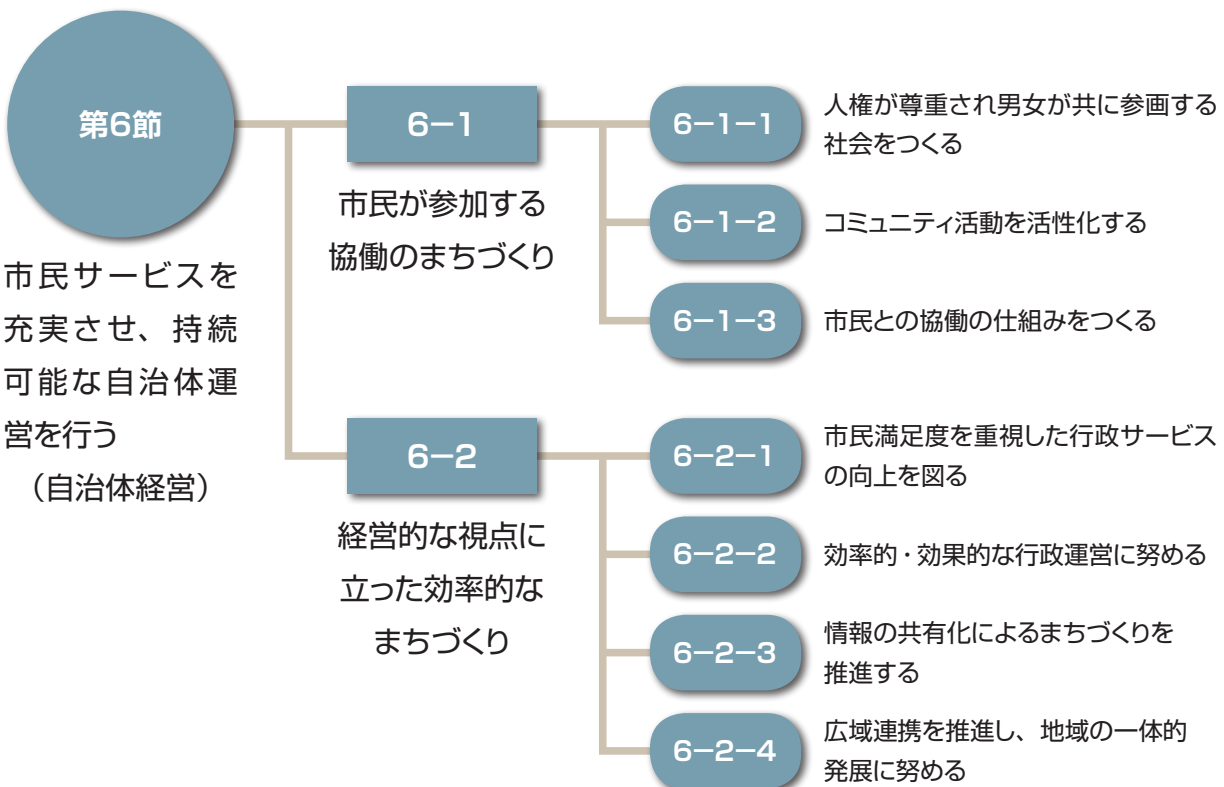 第6節
市民サービスを
充実させ、持続
可能な自治体運
営を行う
（自治体経営）
6－1
市民が参加する
協働のまちづくり
6－1－1
人権が尊重され男女が共に参画する
社会をつくる
6－1－2
コミュニティ活動を活性化する
6－1－3
市民との協働の仕組みをつくる
6－2
経営的な視点に
立った効率的な
まちづくり
6－2－1
市民満足度を重視した行政サービス
の向上を図る
6－2－2
効率的・効果的な行政運営に努める
6－2－3
情報の共有化によるまちづくりを
推進する
6－2－4
広域連携を推進し、地域の一体的
発展に努める